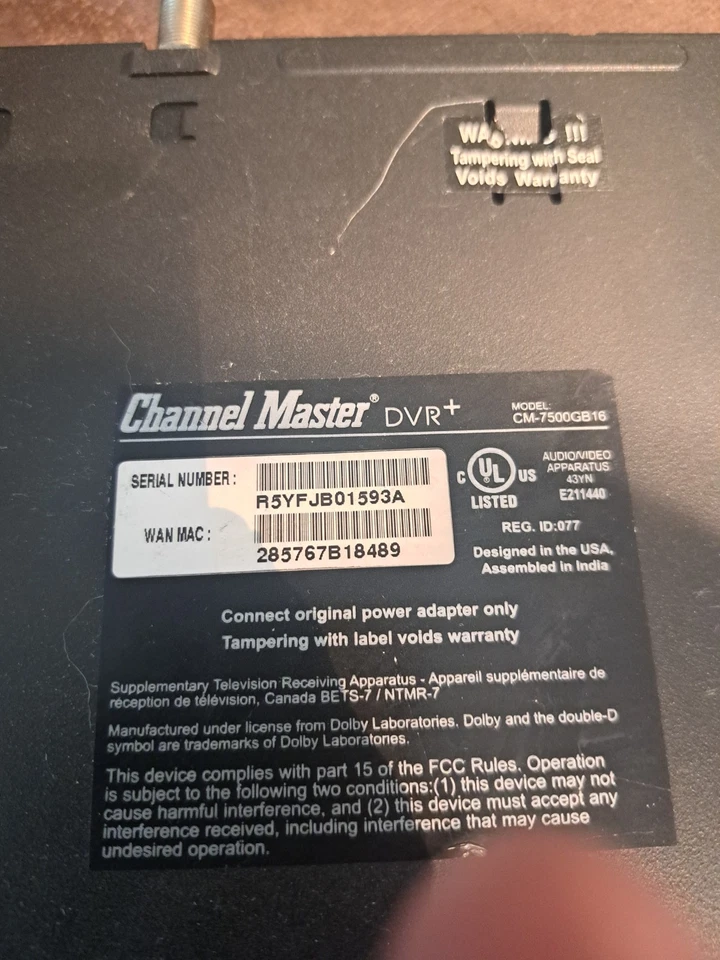 Tampering with Seal
Voids Warranty
Channel Master® DVR+
MODEL:
CM-7500GB16
SERIAL NUMBER:
R5YFJB01593A
WAN MAC:
285767B18489
C UL US
LISTED
AUDIO/VIDEO
APPARATUS
43YN
E211440
REG. ID:077
Designed in the USA,
Assembled in India
Connect original power adapter only
Tampering with label voids warranty
Supplementary Television Receiving Apparatus - Appareil supplémentaire de
réception de télévision, Canada BETS-7 / NTMR-7
Manufactured under license from Dolby Laboratories. Dolby and the double-D
symbol are trademarks of Dolby Laboratories.
This device complies with part 15 of the FCC Rules. Operation
is subject to the following two conditions:(1) this device may not
cause harmful interference, and (2) this device must accept any
interference received, including interference that may cause
undesired operation.